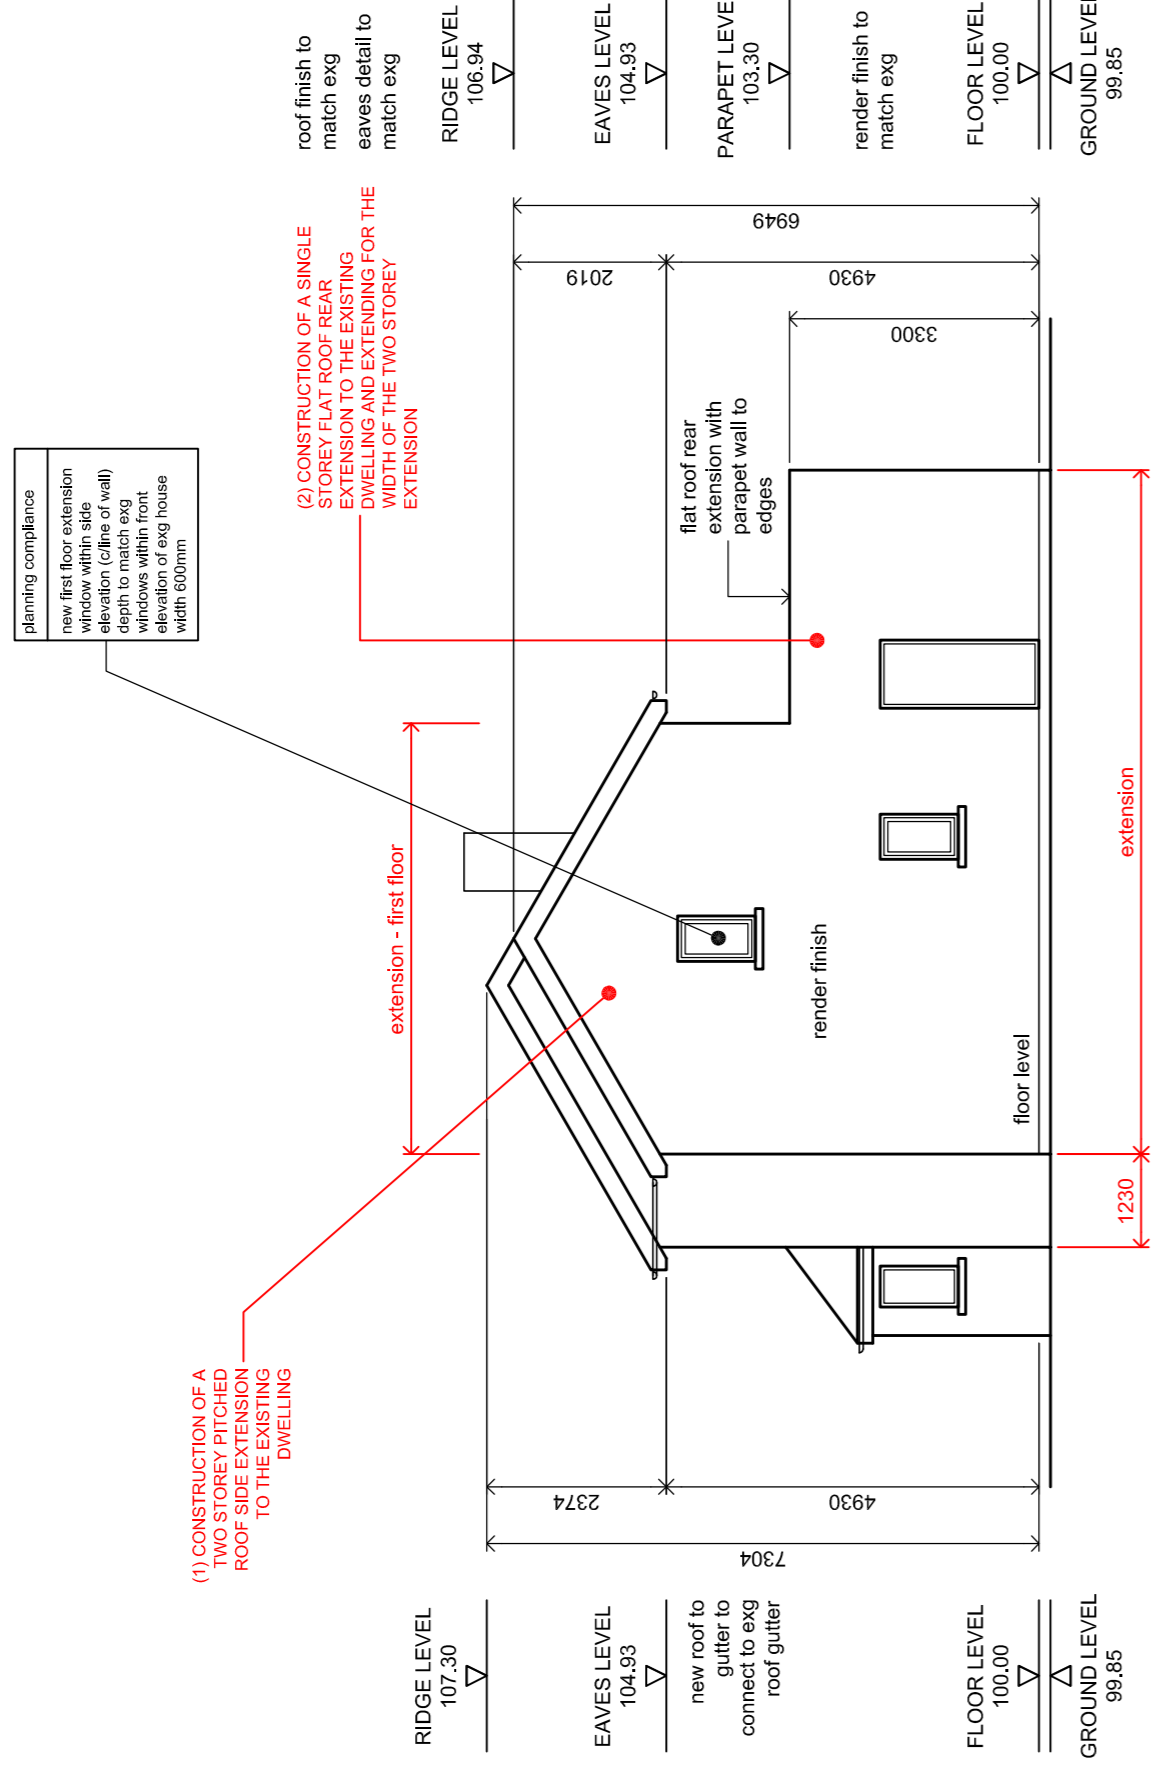 planning compliance
new first floor extension
window within side
elevation (c/line of wall)
depth to match exg
windows within front
elevation of exg house
width 600mm
(1) CONSTRUCTION OF A
TWO STOREY PITCHED
ROOF SIDE EXTENSION
TO THE EXISTING
DWELLING
extension - first floor
(2) CONSTRUCTION OF A SINGLE
STOREY FLAT ROOF REAR
EXTENSION TO THE EXISTING
DWELLING AND EXTENDING FOR THE
WIDTH OF THE TWO STOREY
EXTENSION
roof finish to
match exg
eaves detail to
match exg
RIDGE LEVEL
107.30
EAVES LEVEL
104.93
new roof to
gutter to
connect to exg
roof gutter
FLOOR LEVEL
100.00
GROUND LEVEL
99.85
2374
4930
7304
render finish
floor level
flat roof rear
extension with
parapet wall to
edges
2019
4930
3300
6949
RIDGE LEVEL
106.94
EAVES LEVEL
104.93
PARAPET LEVE
103.30
render finish to
match exg
FLOOR LEVEL
100.00
GROUND LEVEL
99.85
1230
extension